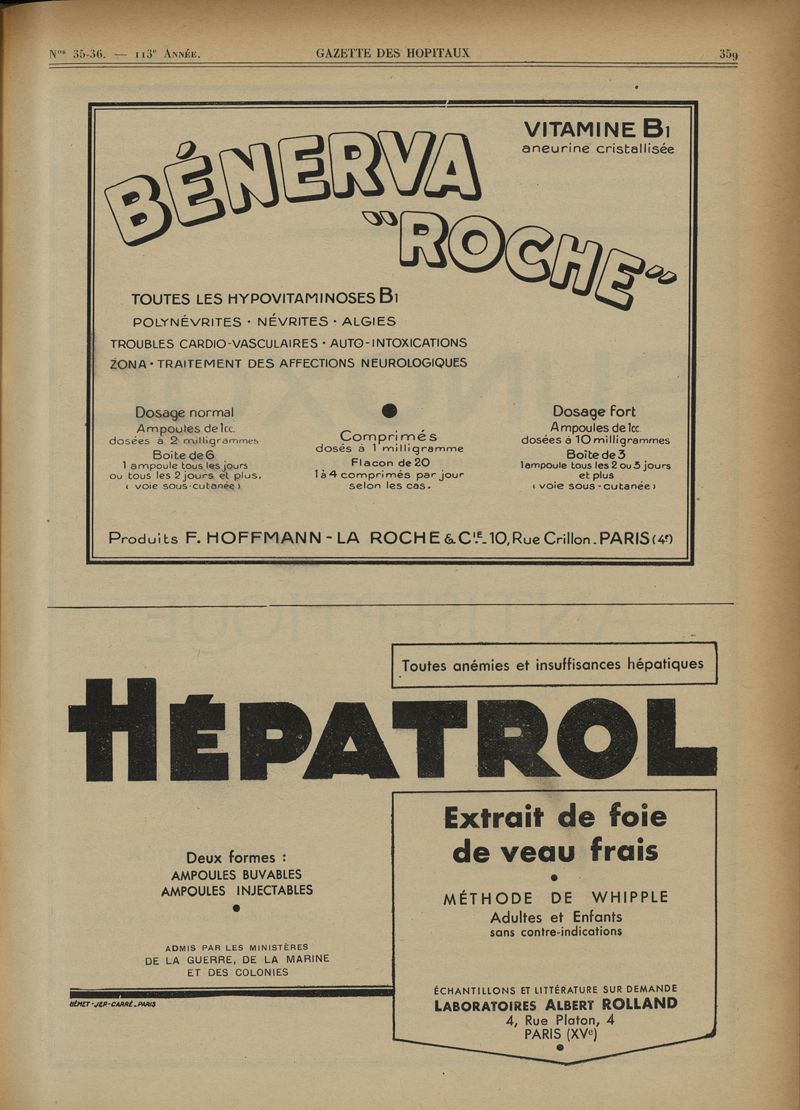 Nos 35-36. — 113e Année.
GAZETTE DES HOPITAUX
359
VITAMINE B1
aneurine cristallisée
BÉNERVA
"ROCHE"
TOUTES LES HYPOVITAMINOSES B1
POLYNÉVRITES · NÉVRITES · ALGIES
TROUBLES CARDIO-VASCULAIRES · AUTO-INTOXICATIONS
ZONA · TRAITEMENT DES AFFECTIONS NEUROLOGIQUES
Dosage normal
Ampoules de 1cc.
dosées à 2 milligrammes
Boite de 6
1 ampoule tous les jours
ou tous les 2 jours et plus.
(voie sous-cutanée)
Comprimés
dosés à 1 milligramme
Flacon de 20
1 à 4 comprimés par jour
selon les cas.
Dosage fort
Ampoules de 1cc
dosées à 10 milligrammes
Boîte de 3
1 ampoule tous les 2 ou 3 jours
et plus
(voie sous-cutanée)
Produits F. HOFFMANN - LA ROCHE & CIE. 10, Rue Crillon. PARIS (4e)
Toutes anémies et insuffisances hépatiques
HÉPATROL
Deux formes :
AMPOULES BUVABLES
AMPOULES INJECTABLES
ADMIS PAR LES MINISTÈRES
DE LA GUERRE, DE LA MARINE
ET DES COLONIES
BÉMET-JEP-CARRÉ.PARIS
Extrait de foie
de veau frais
MÉTHODE DE WHIPPLE
Adultes et Enfants
sans contre-indications
ÉCHANTILLONS ET LITTÉRATURE SUR DEMANDE
LABORATOIRES ALBERT ROLLAND
4, Rue Platon, 4
PARIS (XVe)